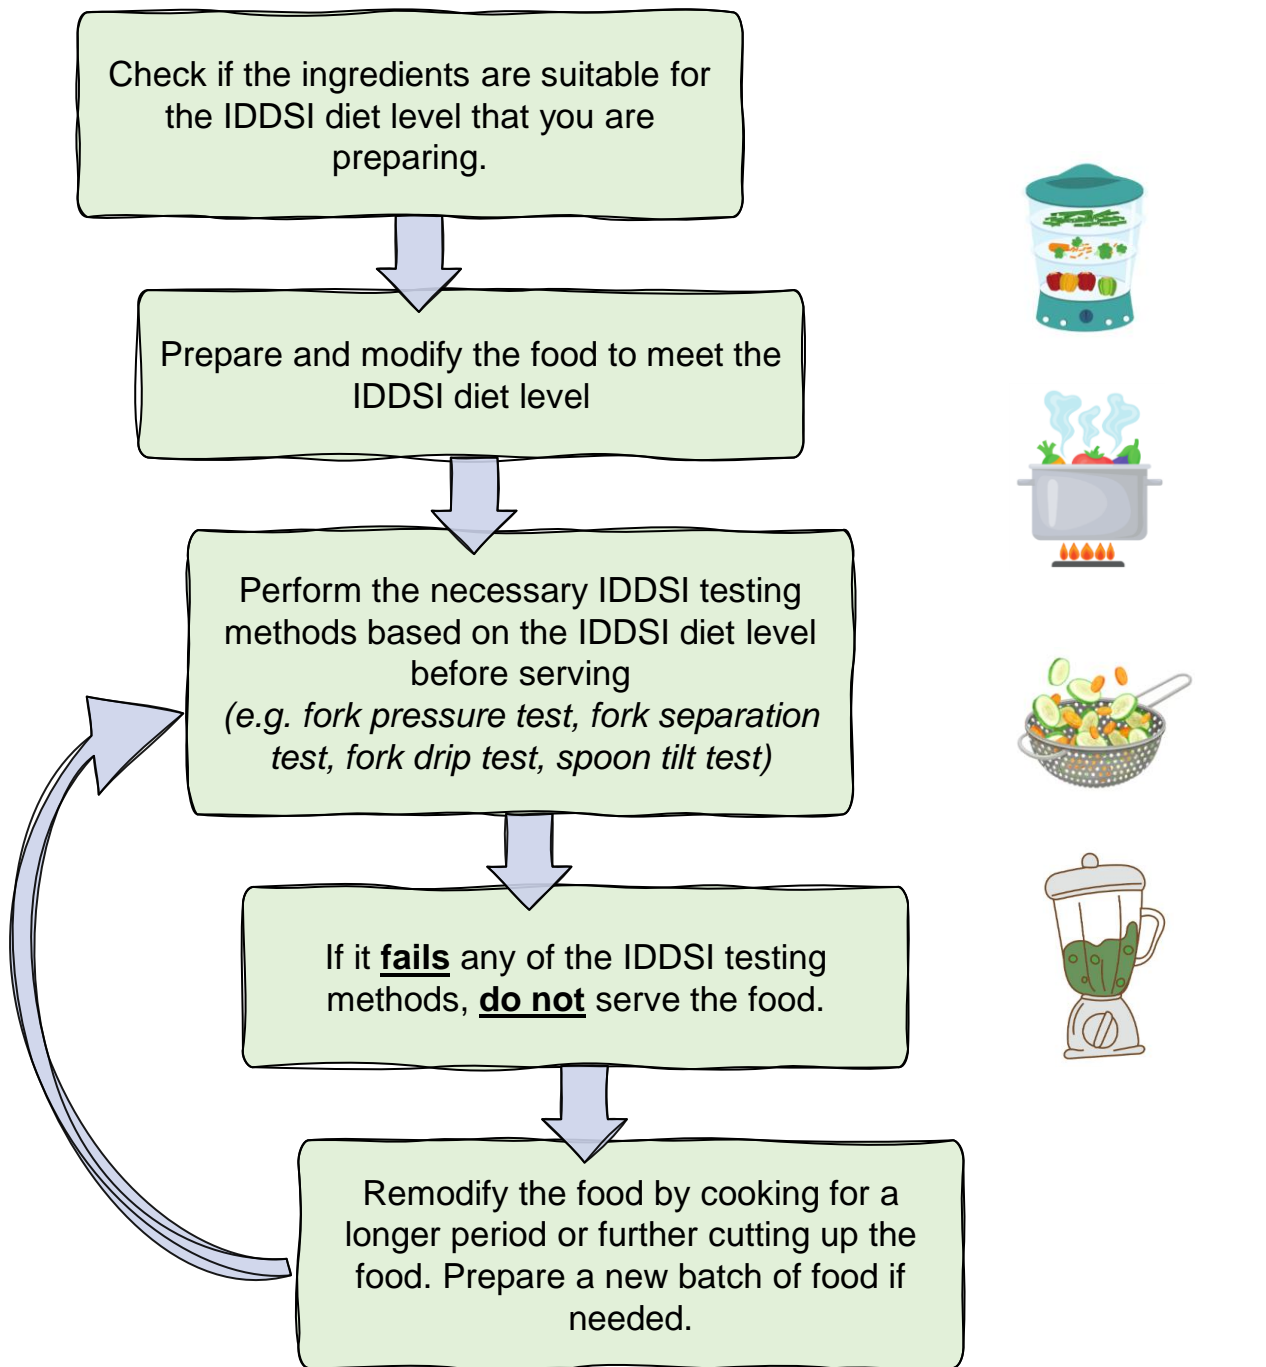 Check if the ingredients are suitable for
the IDDSI diet level that you are
preparing.
Prepare and modify the food to meet the
IDDSI diet level
Perform the necessary IDDSI testing
methods based on the IDDSI diet level
before serving
(e.g. fork pressure test, fork separation
test, fork drip test, spoon tilt test)
If it fails any of the IDDSI testing
methods, do not serve the food.
Remodify the food by cooking for a
longer period or further cutting up the
food. Prepare a new batch of food if
needed.